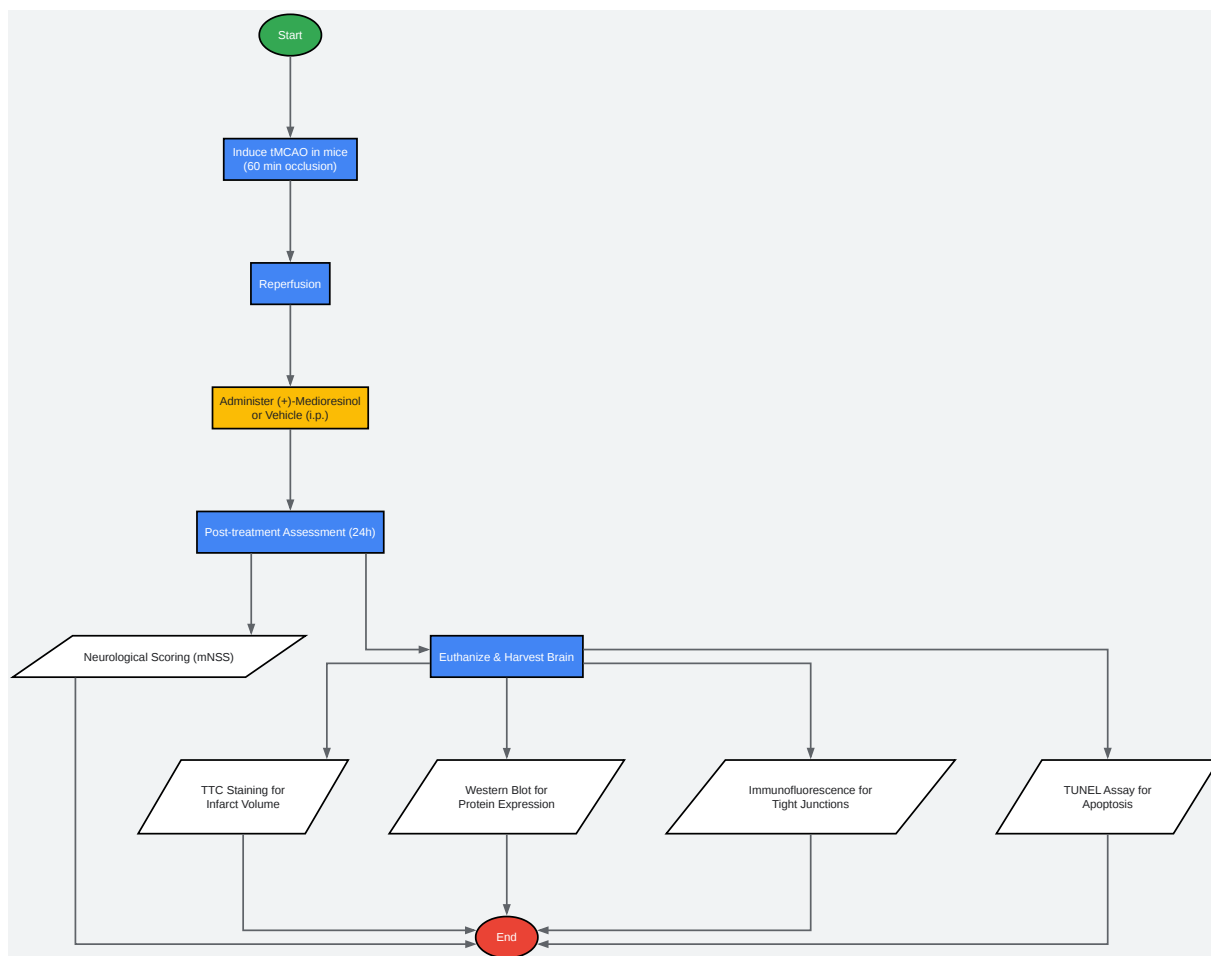 Start
Induce tMCAO in mice
(60 min occlusion)
Reperfusion
Administer (+)-Medioresinol
or Vehicle (i.p.)
Post-treatment Assessment (24h)
Neurological Scoring (mNSS)
Euthanize & Harvest Brain
TTC Staining for
Infarct Volume
Western Blot for
Protein Expression
Immunofluorescence for
Tight Junctions
TUNEL Assay for
Apoptosis
End